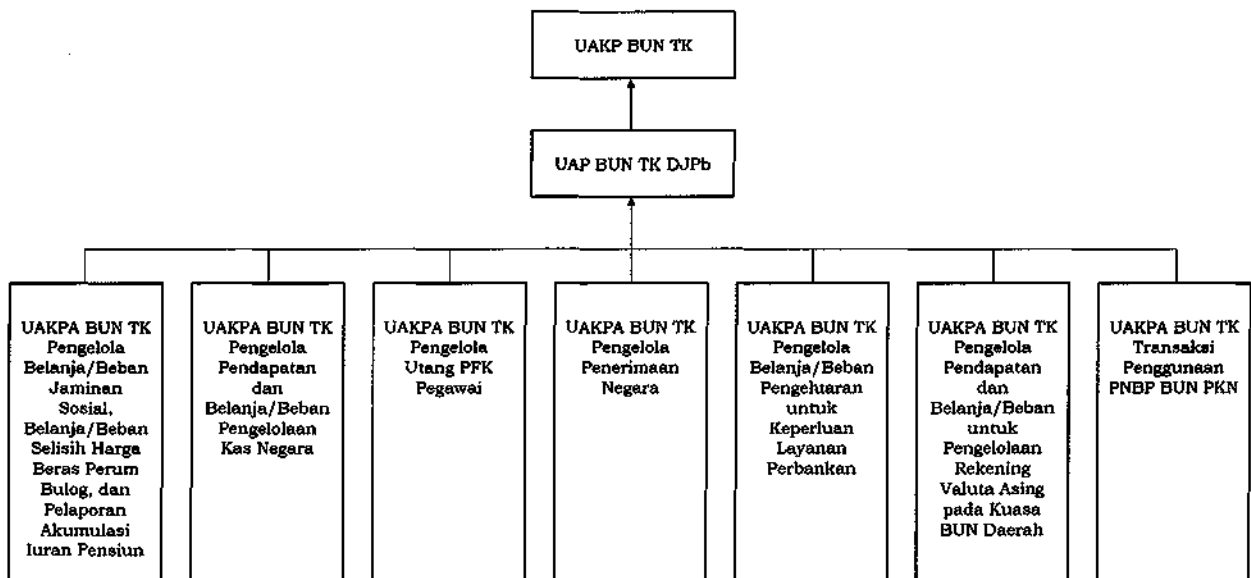 UAKP BUN TK
UAP BUN TK DJPb
UAKPA BUN TK
Pengelola
Belanja/Beban
Jaminan
Sosial,
Belanja/Beban
Selisih Harga
Beras Perum
Bulog, dan
Pelaporan
Akumulasi
Iuran Pensiun
UAKPA BUN TK
Pengelola
Pendapatan
dan
Belanja/Beban
Pengelolaan
Kas Negara
UAKPA BUN TK
Pengelola
Utang PFK
Pegawai
UAKPA BUN TK
Pengelola
Penerimaan
Negara
UAKPA BUN TK
Pengelola
Belanja/Beban
Pengeluaran
untuk
Keperluan
Layanan
Perbankan
UAKPA BUN TK
Pengelola
Pendapatan
dan
Belanja/Beban
untuk
Pengelolaan
Rekening
Valuta Asing
pada Kuasa
BUN Daerah
UAKPA BUN TK
Transaksi
Penggunaan
PNBP BUN PKN